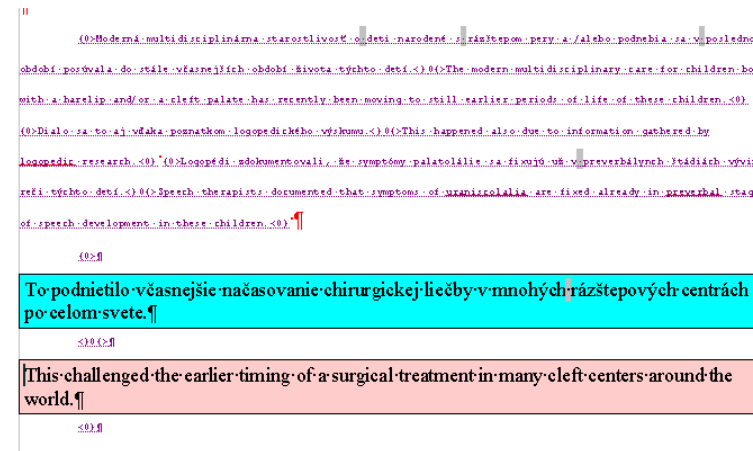 {0>Moderná multidisciplinárna starostlivosť o deti narodené s rázštepom pery a /alebo podnebia sa v
období posúvala do stále včasnejších období života týchto detí.<}0{>The modern multidisciplinary care for children
with a harelip and/or a cleft palate has recently been moving to still earlier periods of life of these children.<0}
{0>Dialo sa to aj vďaka poznatkom logopedického výskumu.<}0{>This happened also due to information gathered by
logopedic research.<0} {0>Logopédi zdokumentovali, že symptómy palatolálie sa fixujú už v preverbálynch štádiách
reči týchto detí.<}0{>Speech therapists documented that symptoms of uraniscolalia are fixed already in preverbal
of speech development in these children.<0} ¶
{0>¶
To podnietilo včasnejšie načasovanie chirurgickej liečby v mnohých rázštepových centrách
po celom svete.¶
<}0{>¶
This challenged the earlier timing of a surgical treatment in many cleft centers around the
world.¶
<0}¶